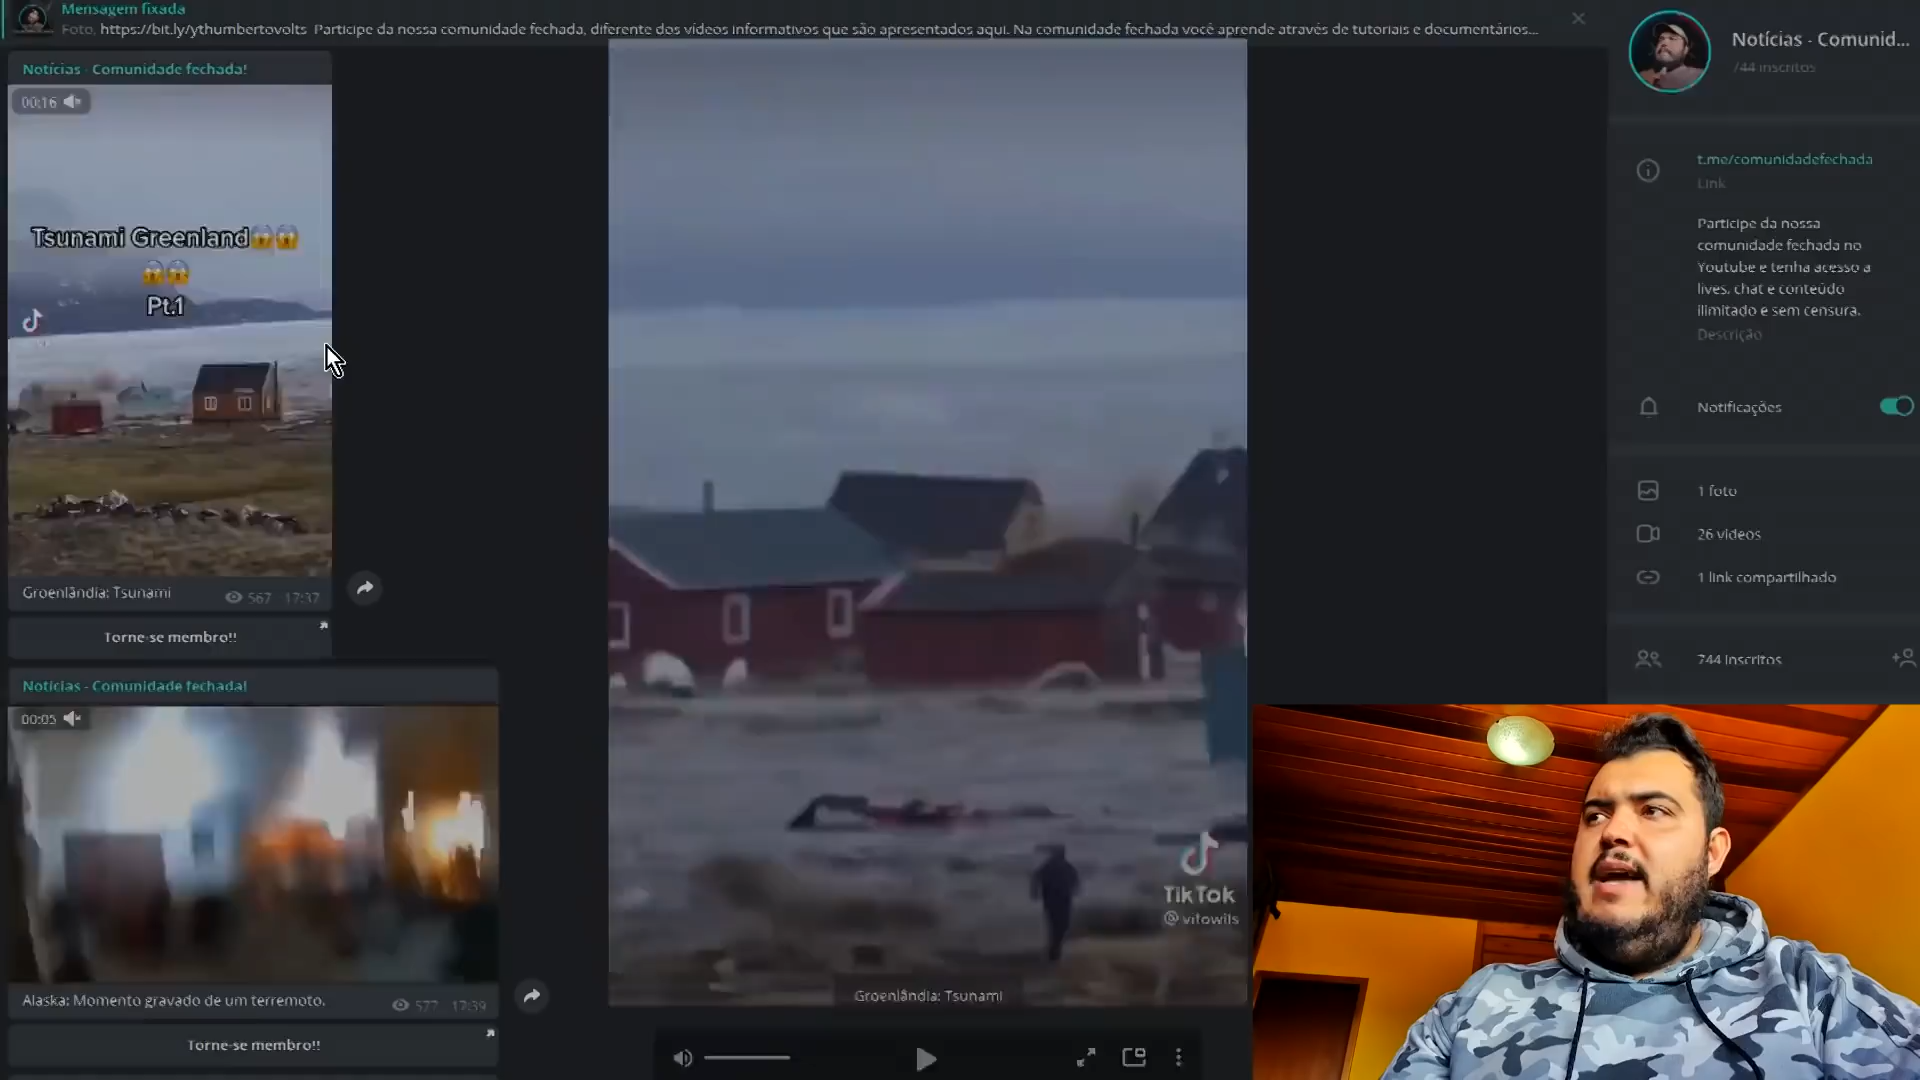 Mensagem fixada
Foto, https://bit.ly/ythumbertovolts Participe da nossa comunidade fechada, diferente dos vídeos informativos que são apresentados aqui. Na comunidade fechada você aprende através de tutoriais e documentários...
Notícias - Comunidade fechada!
00:16
Tsunami Greenland😱😱
😱😱
Pt.1
Groenlândia: Tsunami
567 17:37
Torne-se membro!!
Notícias - Comunidade fechada!
00:05
Alaska: Momento gravado de um terremoto.
577 17:39
Torne-se membro!!
TikTok
@vitowils
Groenlândia: Tsunami
Notícias - Comunid...
744 inscritos
t.me/comunidadefechada
Link
Participe da nossa
comunidade fechada no
Youtube e tenha acesso a
lives, chat e conteúdo
ilimitado e sem censura.
Descrição
Notificações
1 foto
26 vídeos
1 link compartilhado
744 inscritos